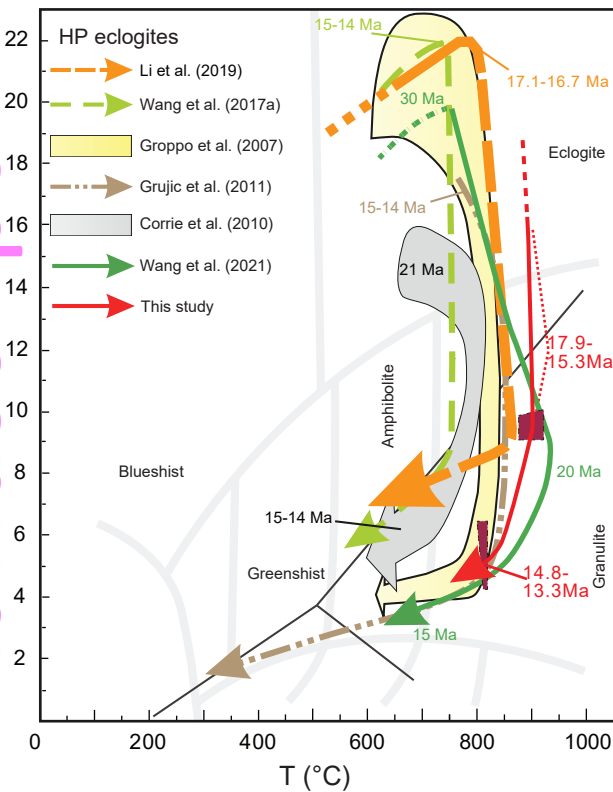 HP eclogites
Li et al. (2019)
Wang et al. (2017a)
Groppo et al. (2007)
Grujic et al. (2011)
Corrie et al. (2010)
Wang et al. (2021)
This study
15-14 Ma
17.1-16.7 Ma
30 Ma
Eclogite
15-14 Ma
21 Ma
17.9-
15.3Ma
Amphibolite
Blueshist
20 Ma
15-14 Ma
Granulite
Greenshist
14.8-
13.3Ma
15 Ma
22
20
18
16
14
12
10
8
6
4
2
0 200 400 600 800 1000
T (°C)